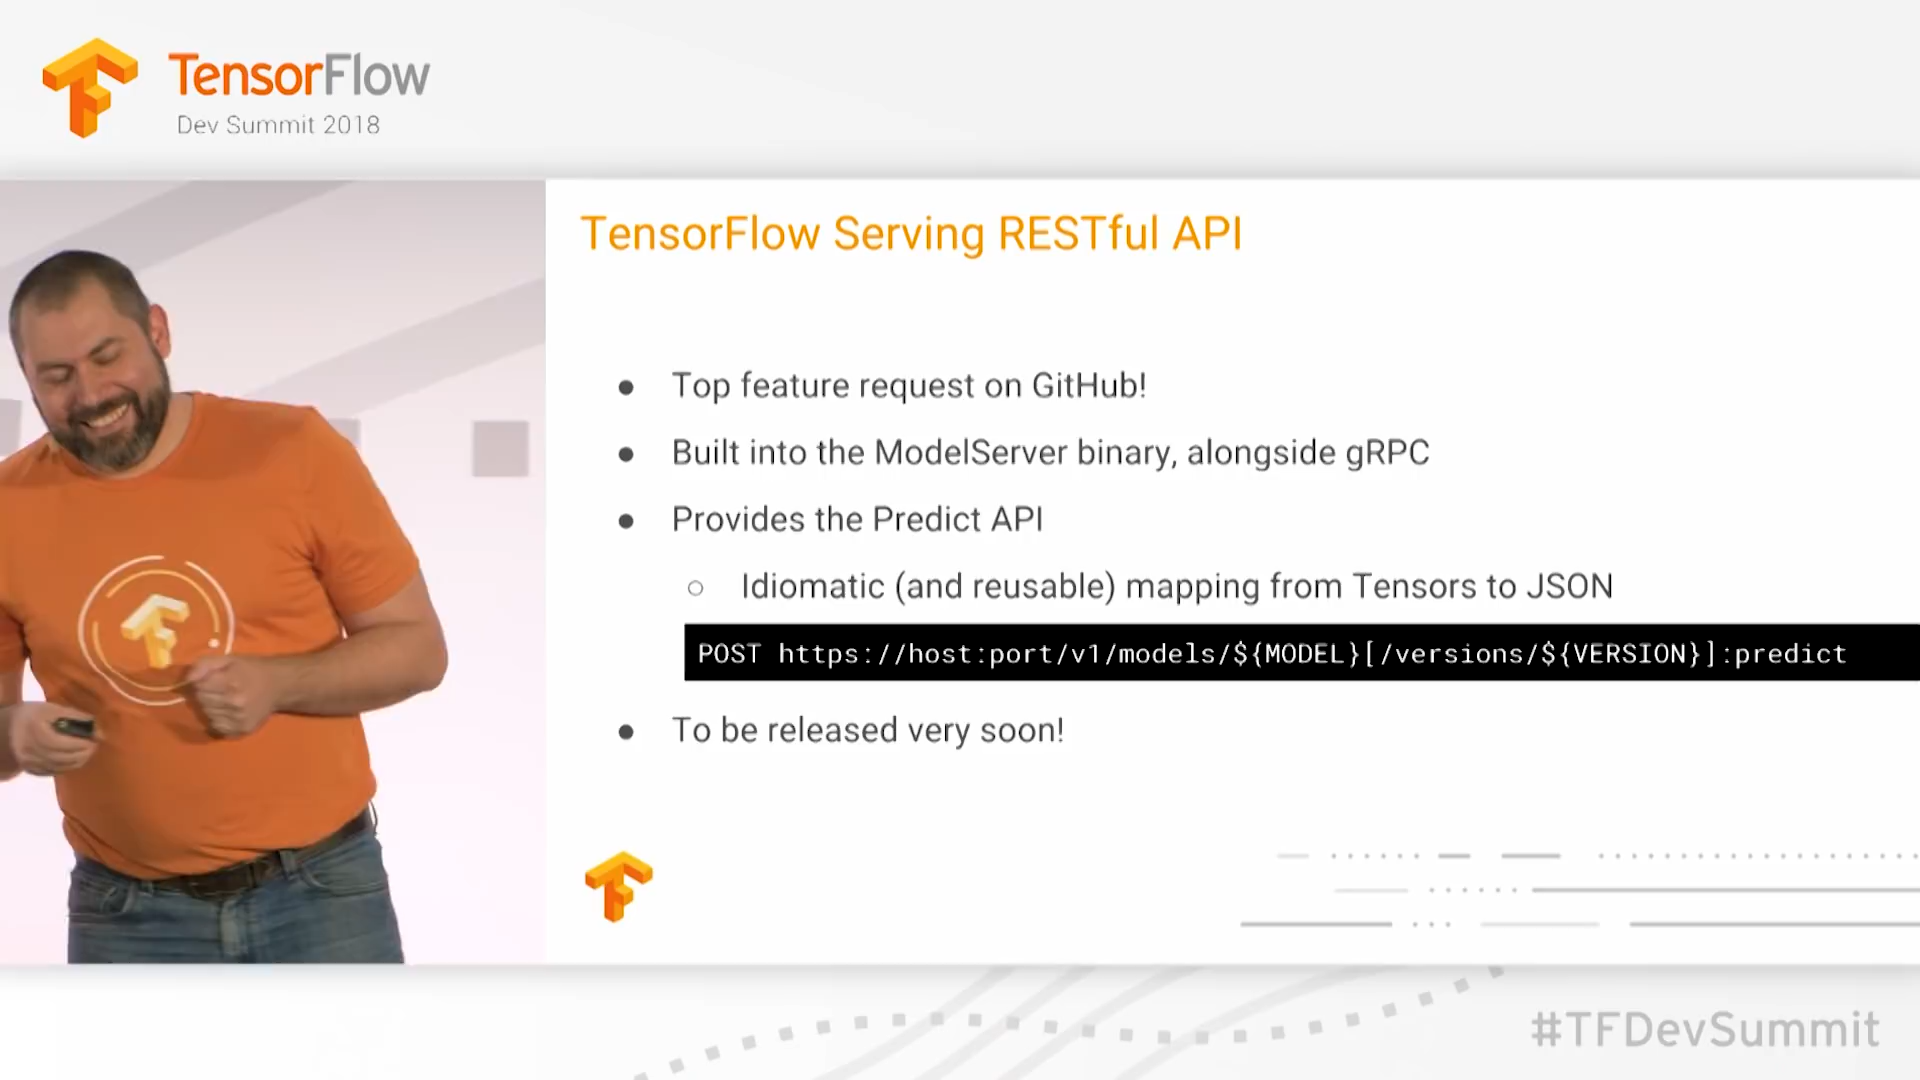 TensorFlow
Dev Summit 2018
TensorFlow Serving RESTful API
● Top feature request on GitHub!
● Built into the ModelServer binary, alongside gRPC
● Provides the Predict API
○ Idiomatic (and reusable) mapping from Tensors to JSON
POST https://host:port/v1/models/${MODEL}[/versions/${VERSION}]:predict
● To be released very soon!
#TFDevSummit